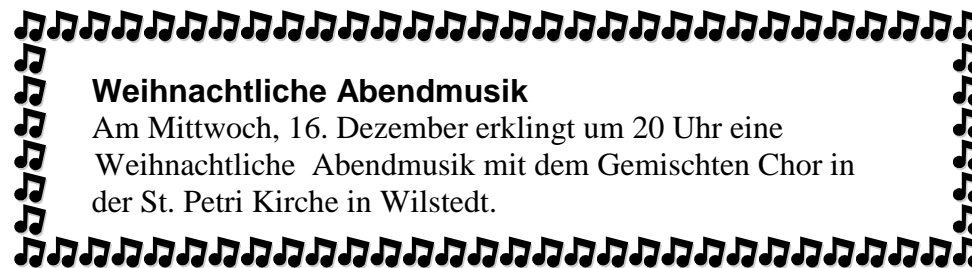 Weihnachtliche Abendmusik
Am Mittwoch, 16. Dezember erklingt um 20 Uhr eine
Weihnachtliche  Abendmusik mit dem Gemischten Chor in
der St. Petri Kirche in Wilstedt.